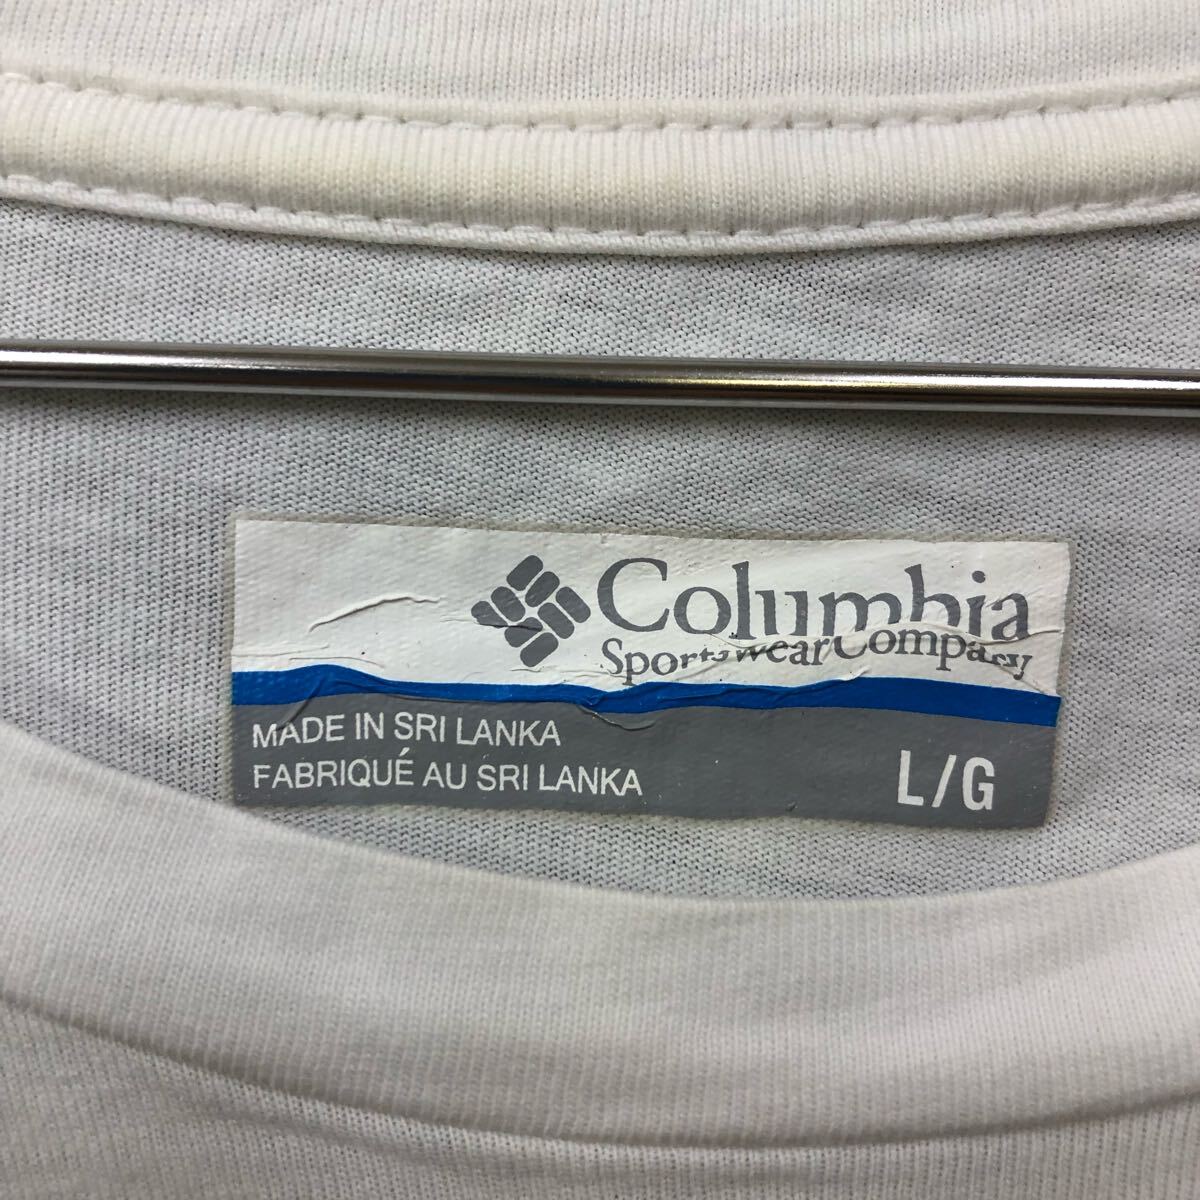 Columbia
Sportswear Company
MADE IN SRI LANKA
FABRIQUÉ AU SRI LANKA
L/G